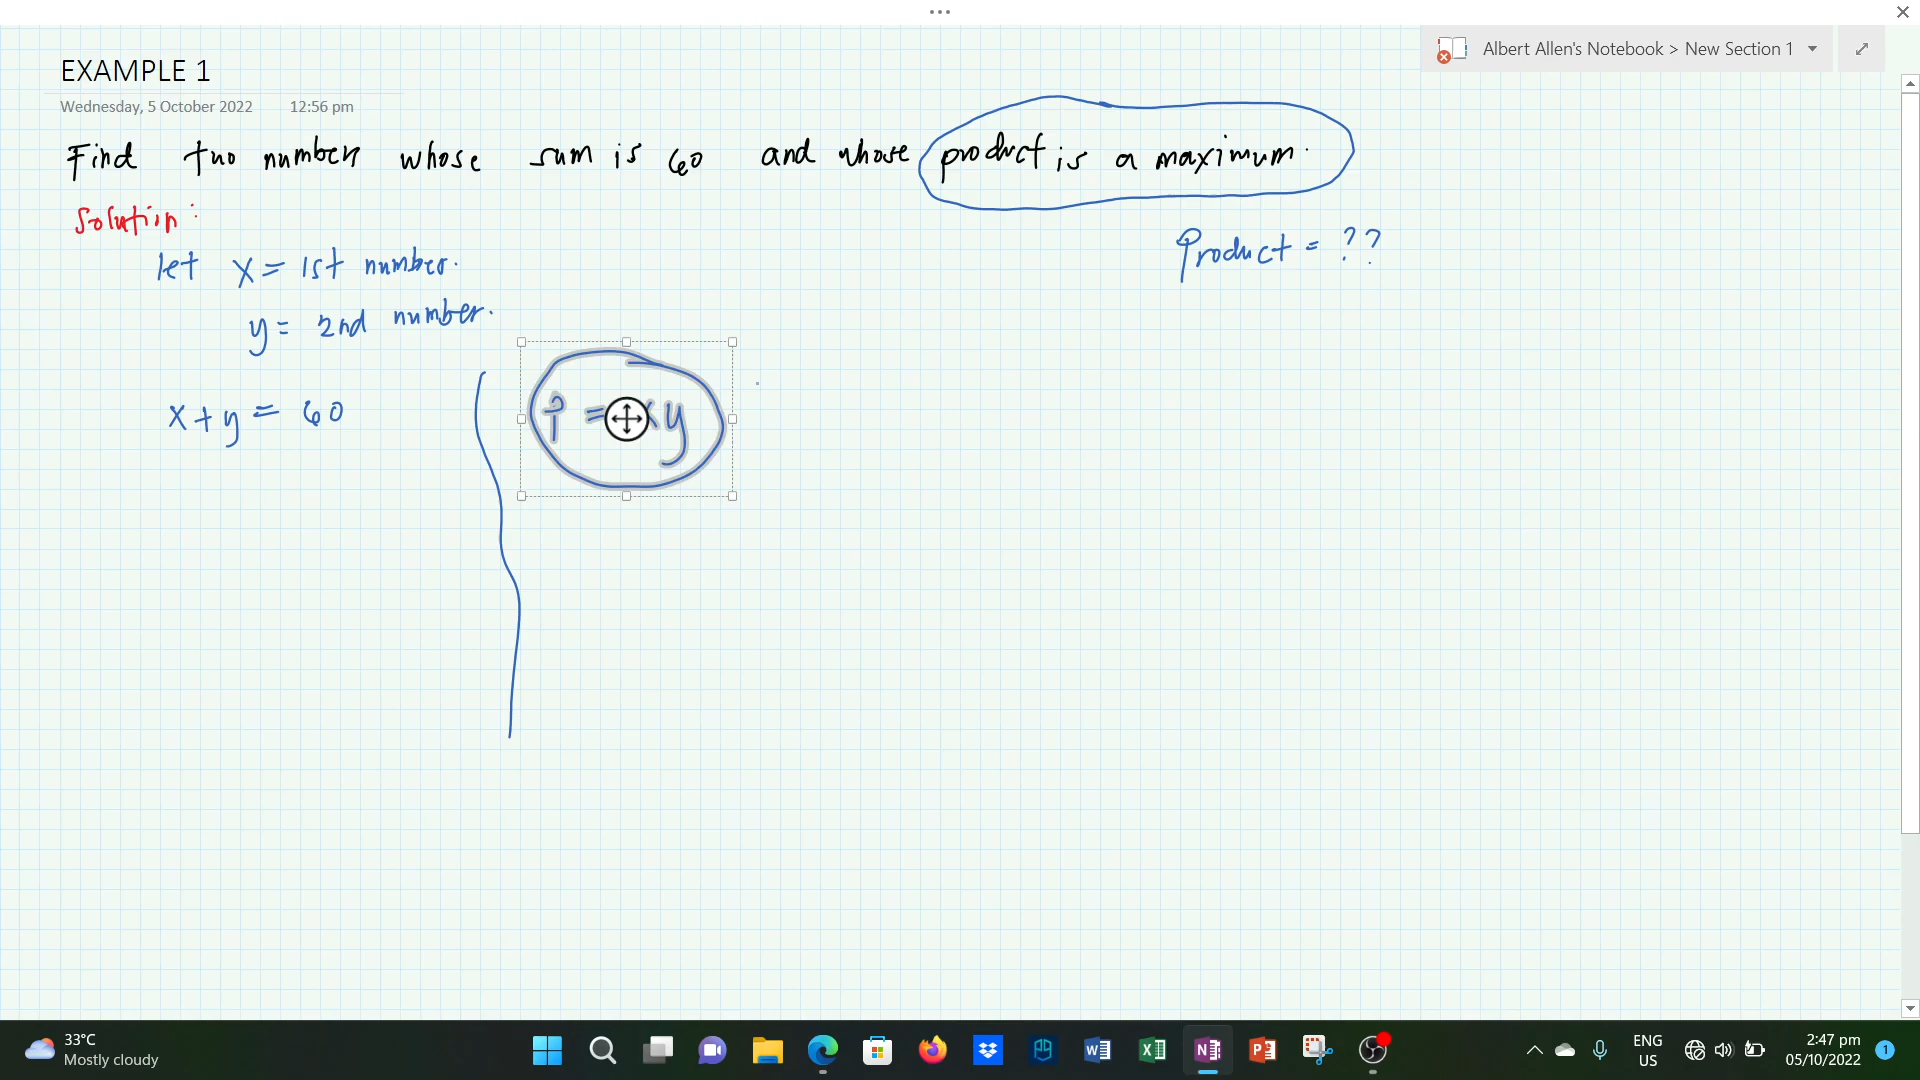 Albert Allen's Notebook > New Section 1
EXAMPLE 1
Wednesday, 5 October 2022 12:56 pm
Find two number whose sum is 60 and whose product is a maximum.
Solution:
let x = 1st number.
y = 2nd number.
Product = ??
x + y = 60
P = xy
33°C
Mostly cloudy
ENG
US
2:47 pm
05/10/2022
1